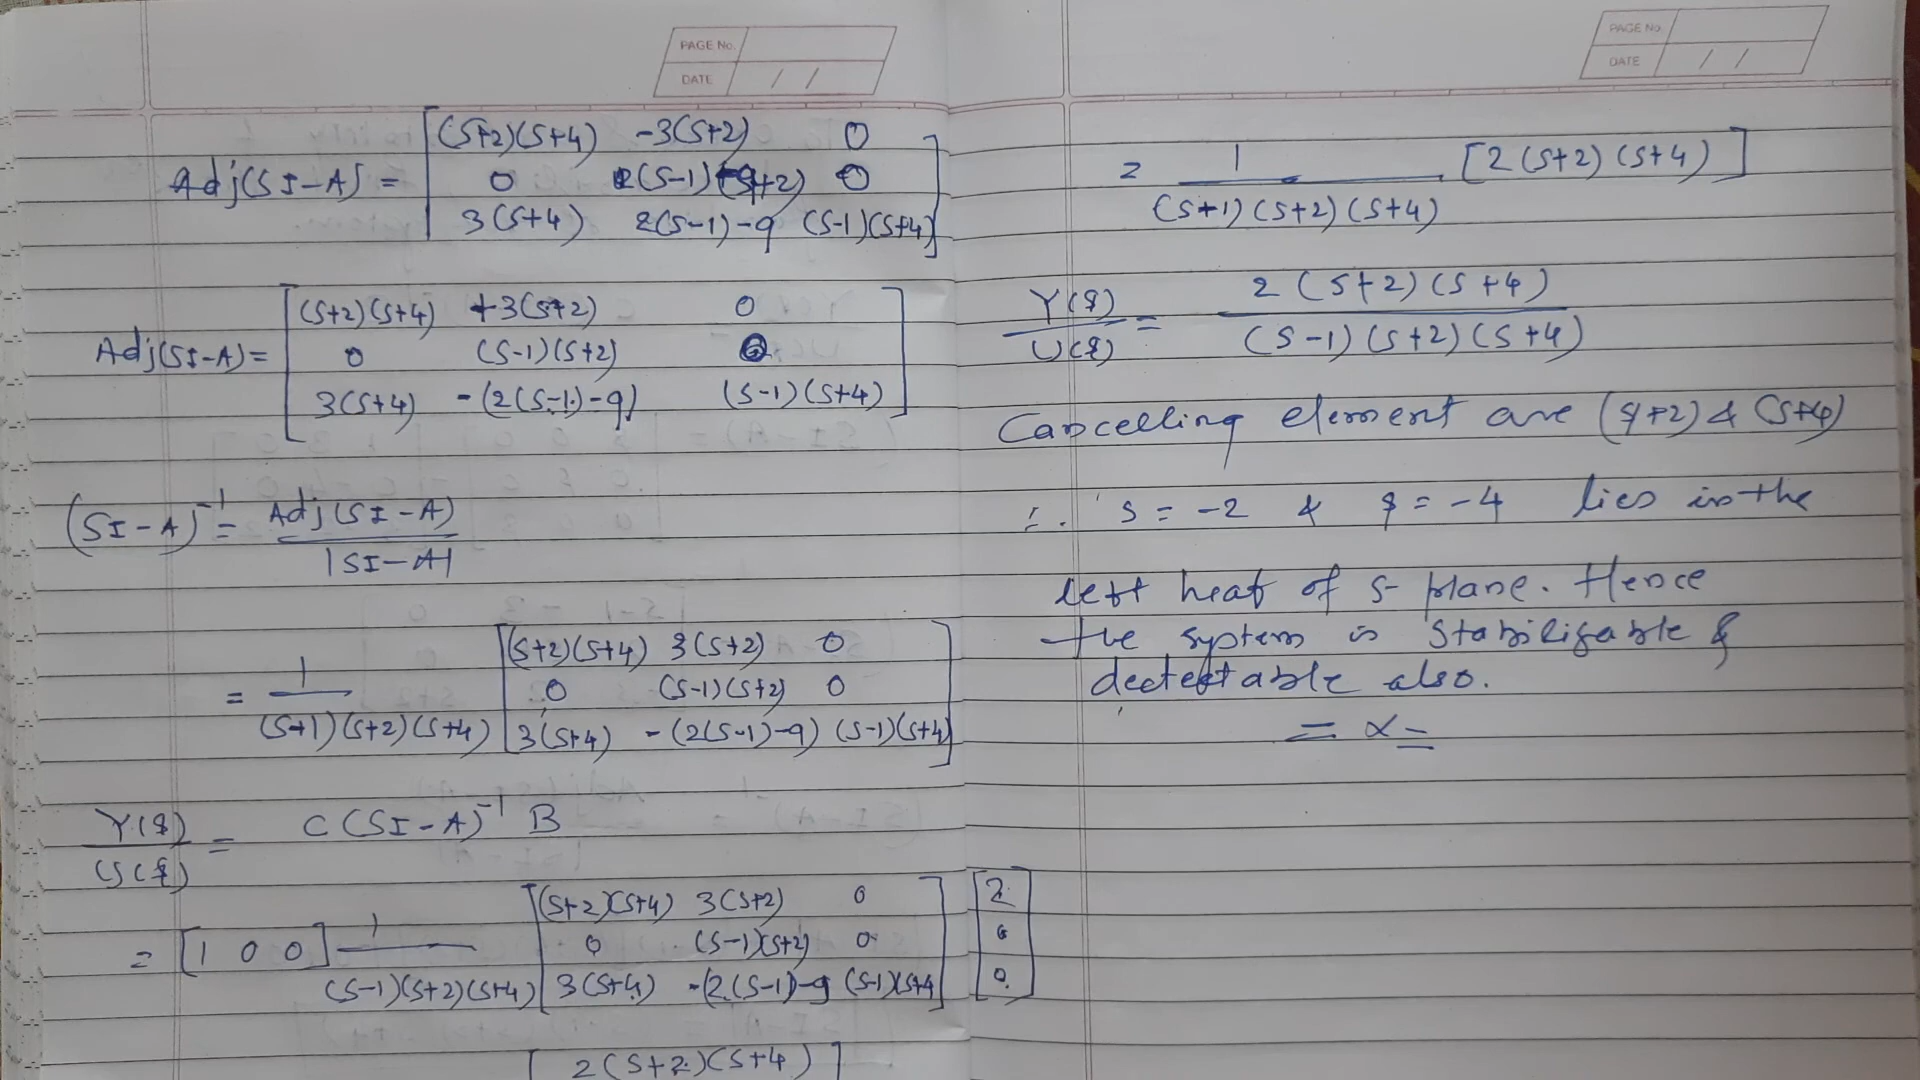 PAGE No.
DATE / /
Adj(SI-A) = [(S+2)(S+4) -3(S+2) 0
0 2(S-1) (S+2) 0
3(S+4) 2(S-1)-9 (S-1)(S+4)]
Adj(SI-A) = [(S+2)(S+4) +3(S+2) 0
0 (S-1)(S+2) 0
3(S+4) -(2(S-1)-9) (S-1)(S+4)]
(SI-A)^-1 = Adj(SI-A)
|SI-A|
= 1 [(S+2)(S+4) 3(S+2) 0
0 (S-1)(S+2) 0
(S+1)(S+2)(S+4) 3(S+4) -(2(S-1)-9) (S-1)(S+4)]
Y(s) = C(SI-A)^-1 B
U(s)
= [1 0 0] 1 [(S+2)(S+4) 3(S+2) 0 [2
0 (S-1)(S+2) 0 0
(S-1)(S+2)(S+4) 3(S+4) -(2(S-1)-9 (S-1)(S+4] 0]
[2(S+2)(S+4)]
PAGE No.
DATE / /
= 1 [2(S+2)(S+4)]
(S+1)(S+2)(S+4)
Y(s) = 2(S+2)(S+4)
U(s) (S-1)(S+2)(S+4)
Cancelling element are (S+2) & (S+4)
∴ S = -2 & S = -4 lies in the
left heaf of S- plane. Hence
the system is Stabilizable &
dectectable also.
= x =